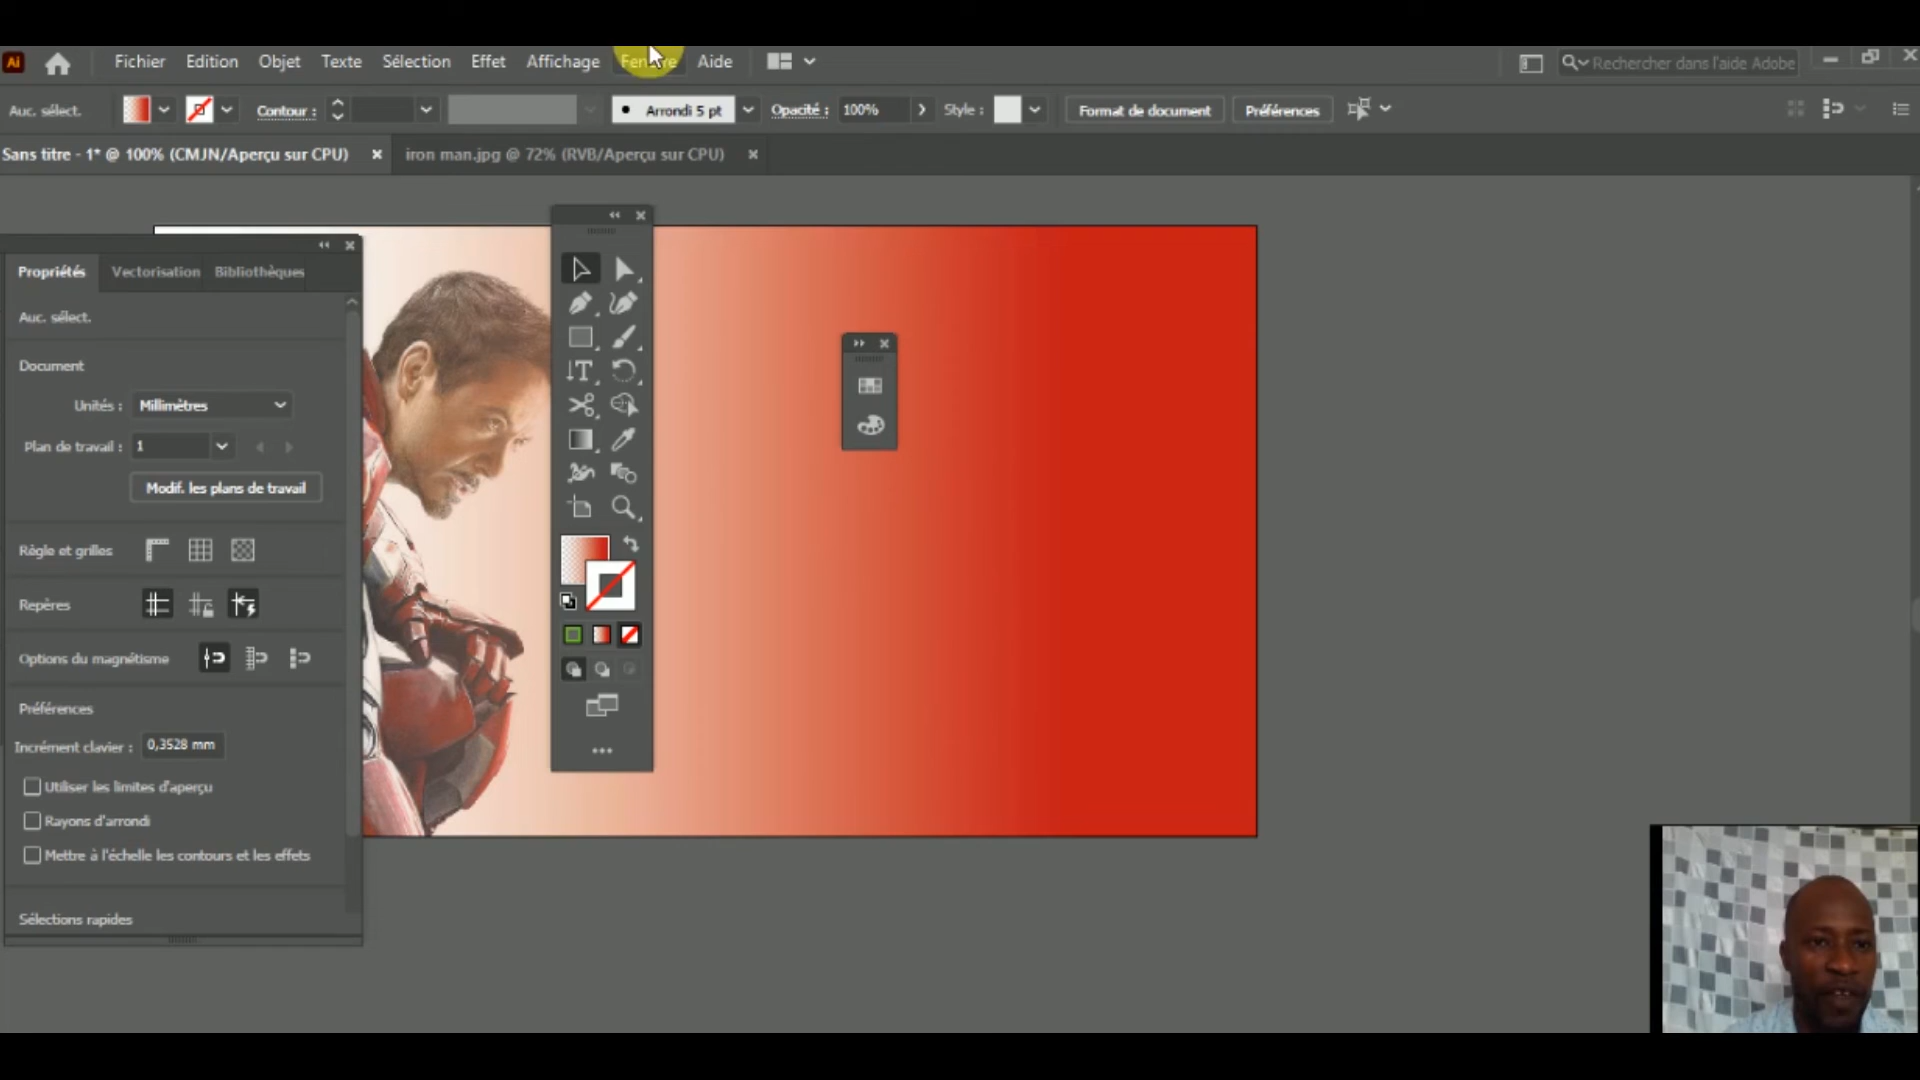 Ai
Fichier Edition Objet Texte Sélection Effet Affichage Fenêtre Aide
Rechercher dans l'aide Adobe
Auc. sélect. Contour : Arrondi 5 pt Opacité : 100% Style : Format de document Préférences
Sans titre - 1* @ 100% (CMJN/Aperçu sur CPU) × iron man.jpg @ 72% (RVB/Aperçu sur CPU) ×
Propriétés Vectorisation Bibliothèques
Auc. sélect.
Document
Unités : Millimètres
Plan de travail : 1
Modif. les plans de travail
Règle et grilles
Repères
Options du magnétisme
Préférences
Incrément clavier : 0,3528 mm
Utiliser les limites d'aperçu
Rayons d'arrondi
Mettre à l'échelle les contours et les effets
Sélections rapides